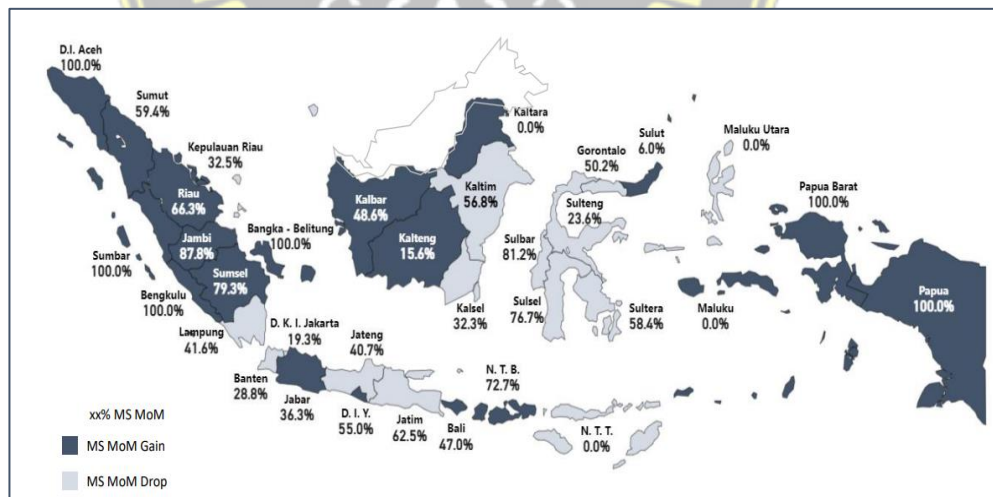 D.I. Aceh
100.0%
Sumut
59.4%
Kepulauan Riau
32.5%
Riau
66.3%
Jambi
87.8%
Bangka - Belitung
100.0%
Sumbar
100.0%
Sumsel
79.3%
Bengkulu
100.0%
Lampung
41.6%
Kaltara
0.0%
Kalbar
48.6%
Kaltim
56.8%
Kalteng
15.6%
Kalsel
32.3%
Sulut
6.0%
Gorontalo
50.2%
Sulteng
23.6%
Sulbar
81.2%
Sulsel
76.7%
Sultera
58.4%
Maluku Utara
0.0%
Maluku
0.0%
Papua Barat
100.0%
Papua
100.0%
D. K. I. Jakarta
19.3%
Banten
28.8%
Jabar
36.3%
Jateng
40.7%
D. I. Y.
55.0%
Jatim
62.5%
Bali
47.0%
N. T. B.
72.7%
N. T. T.
0.0%
xx% MS MoM
MS MoM Gain
MS MoM Drop